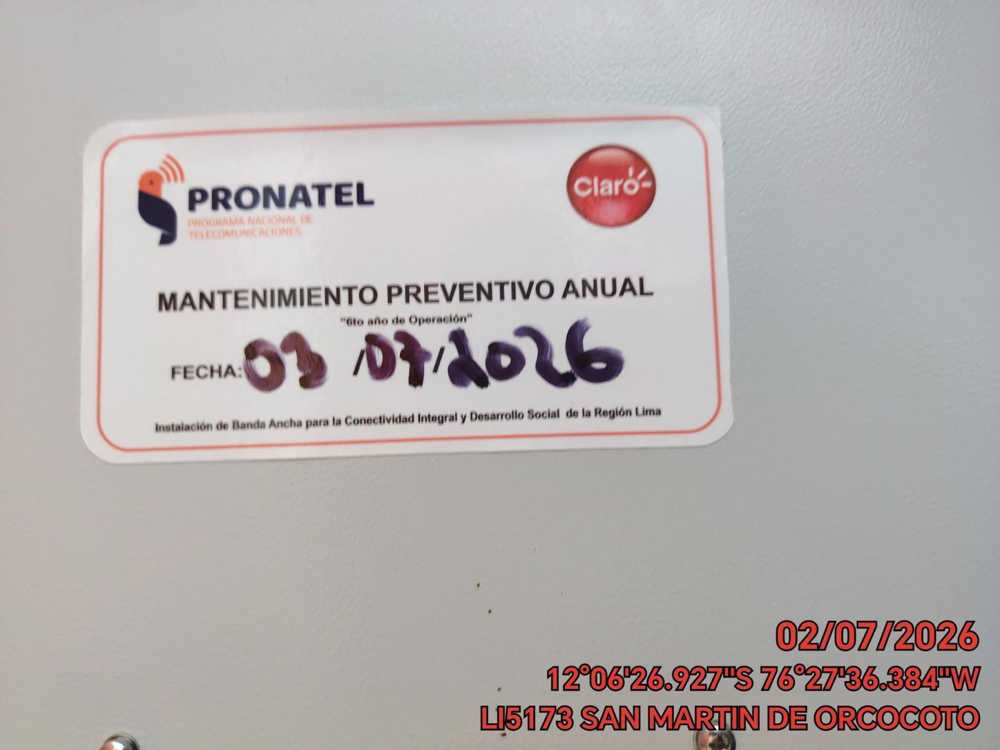 PRONATEL
PROGRAMA NACIONAL DE
TELECOMUNICACIONES
Claro
MANTENIMIENTO PREVENTIVO ANUAL
"6to año de Operación"
FECHA: 03 /07/2026
Instalación de Banda Ancha para la Conectividad Integral y Desarrollo Social de la Región Lima
02/07/2026
12°06'26.927"S 76°27'36.384"W
LI5173 SAN MARTIN DE ORCOCOTO